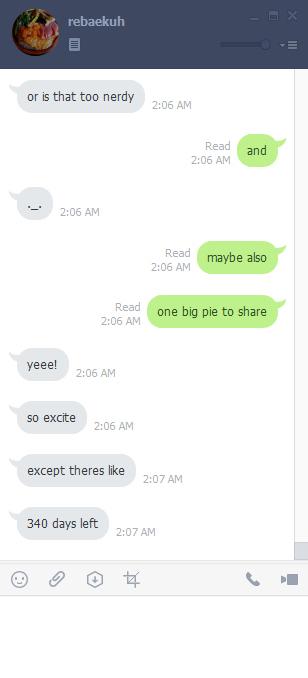 rebaekuh
or is that too nerdy
2:06 AM
Read
2:06 AM
and
._.
2:06 AM
Read
2:06 AM
maybe also
Read
2:06 AM
one big pie to share
yeee!
2:06 AM
so excite
2:06 AM
except theres like
2:07 AM
340 days left
2:07 AM